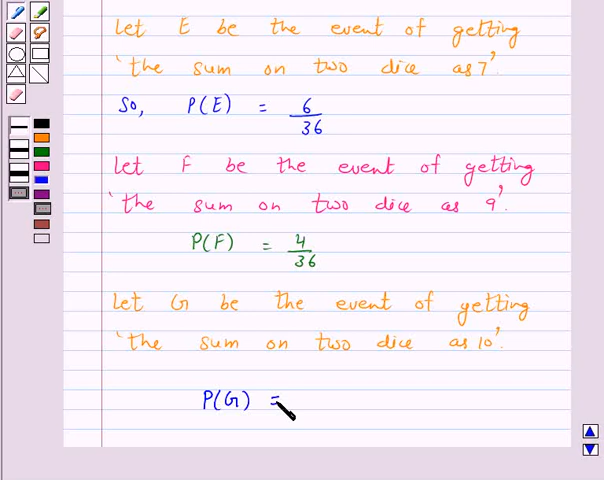 Let E be the event of getting
'the sum on two dice as 7'.
So, P(E) = 6/36
Let F be the event of getting
'the sum on two dice as 9'.
P(F) = 4/36
Let G be the event of getting
'the sum on two dice as 10'.
P(G) =